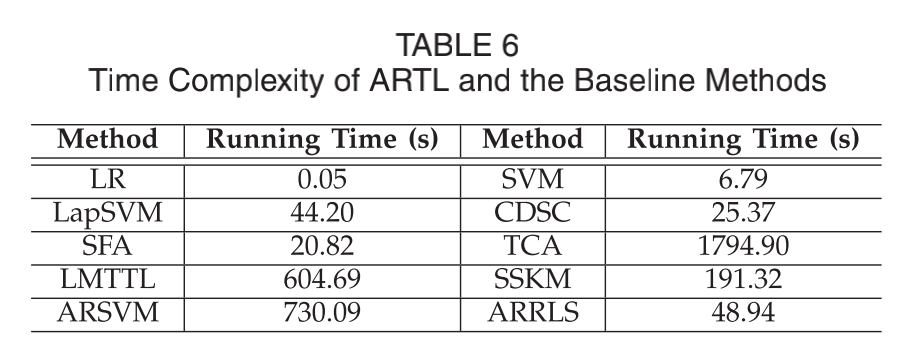 TABLE 6
Time Complexity of ARTL and the Baseline Methods
Method Running Time (s) Method Running Time (s)
LR 0.05 SVM 6.79
LapSVM 44.20 CDSC 25.37
SFA 20.82 TCA 1794.90
LMTTL 604.69 SSKM 191.32
ARSVM 730.09 ARRLS 48.94